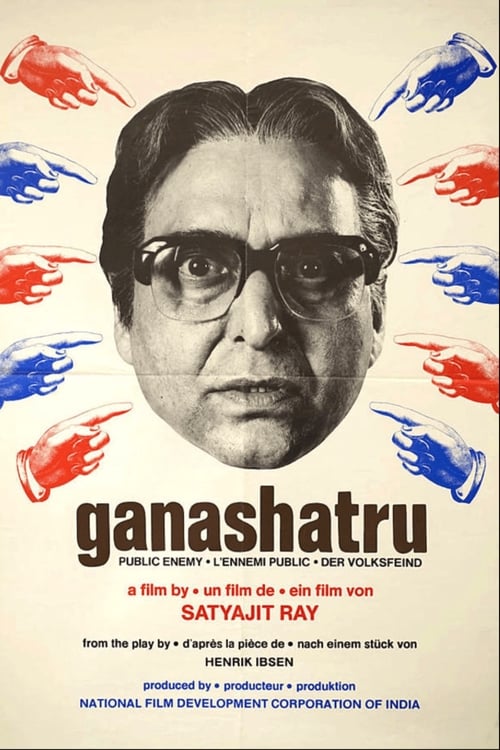 ganashatru
PUBLIC ENEMY • L'ENNEMI PUBLIC • DER VOLKSFEIND
a film by • un film de • ein film von
SATYAJIT RAY
from the play by • d'après la pièce de • nach einem stück von
HENRIK IBSEN
produced by • producteur • produktion
NATIONAL FILM DEVELOPMENT CORPORATION OF INDIA